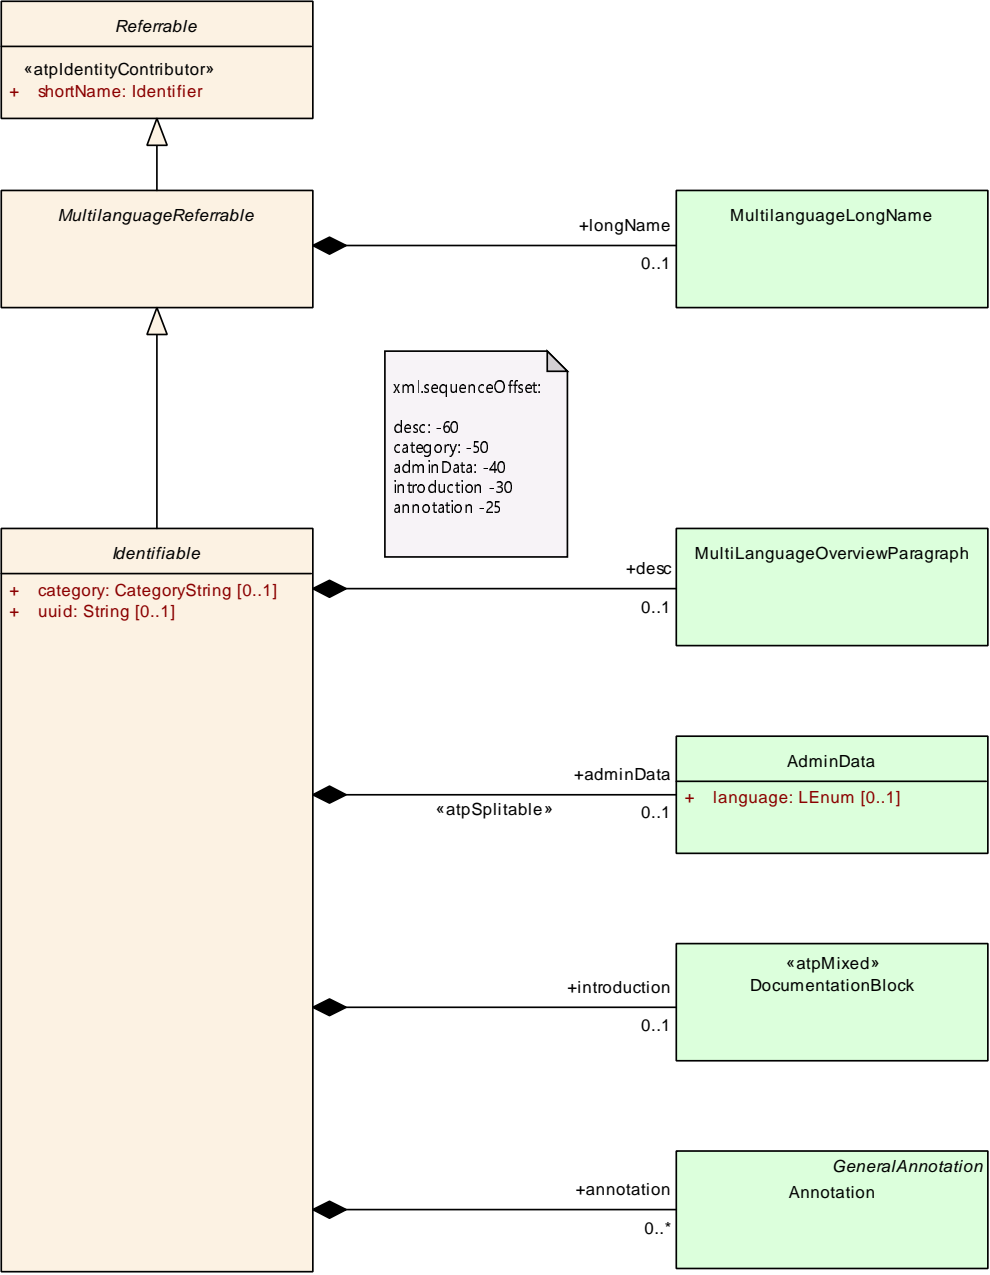 Referrable
«atpIdentityContributor»
+ shortName: Identifier
MultilanguageReferrable
+longName
0..1
MultilanguageLongName
xml.sequenceOffset:
desc: -60
category: -50
adminData: -40
introduction -30
annotation -25
Identifiable
+ category: CategoryString [0..1]
+ uuid: String [0..1]
+desc
0..1
MultiLanguageOverviewParagraph
+adminData
«atpSplitable»
0..1
AdminData
+ language: LEnum [0..1]
+introduction
0..1
«atpMixed»
DocumentationBlock
+annotation
0..*
GeneralAnnotation
Annotation